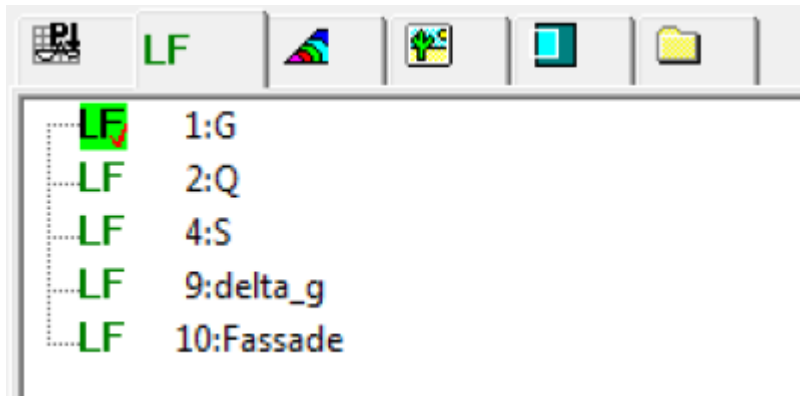 LF
LF 1:G
LF 2:Q
LF 4:S
LF 9:delta_g
LF 10:Fassade